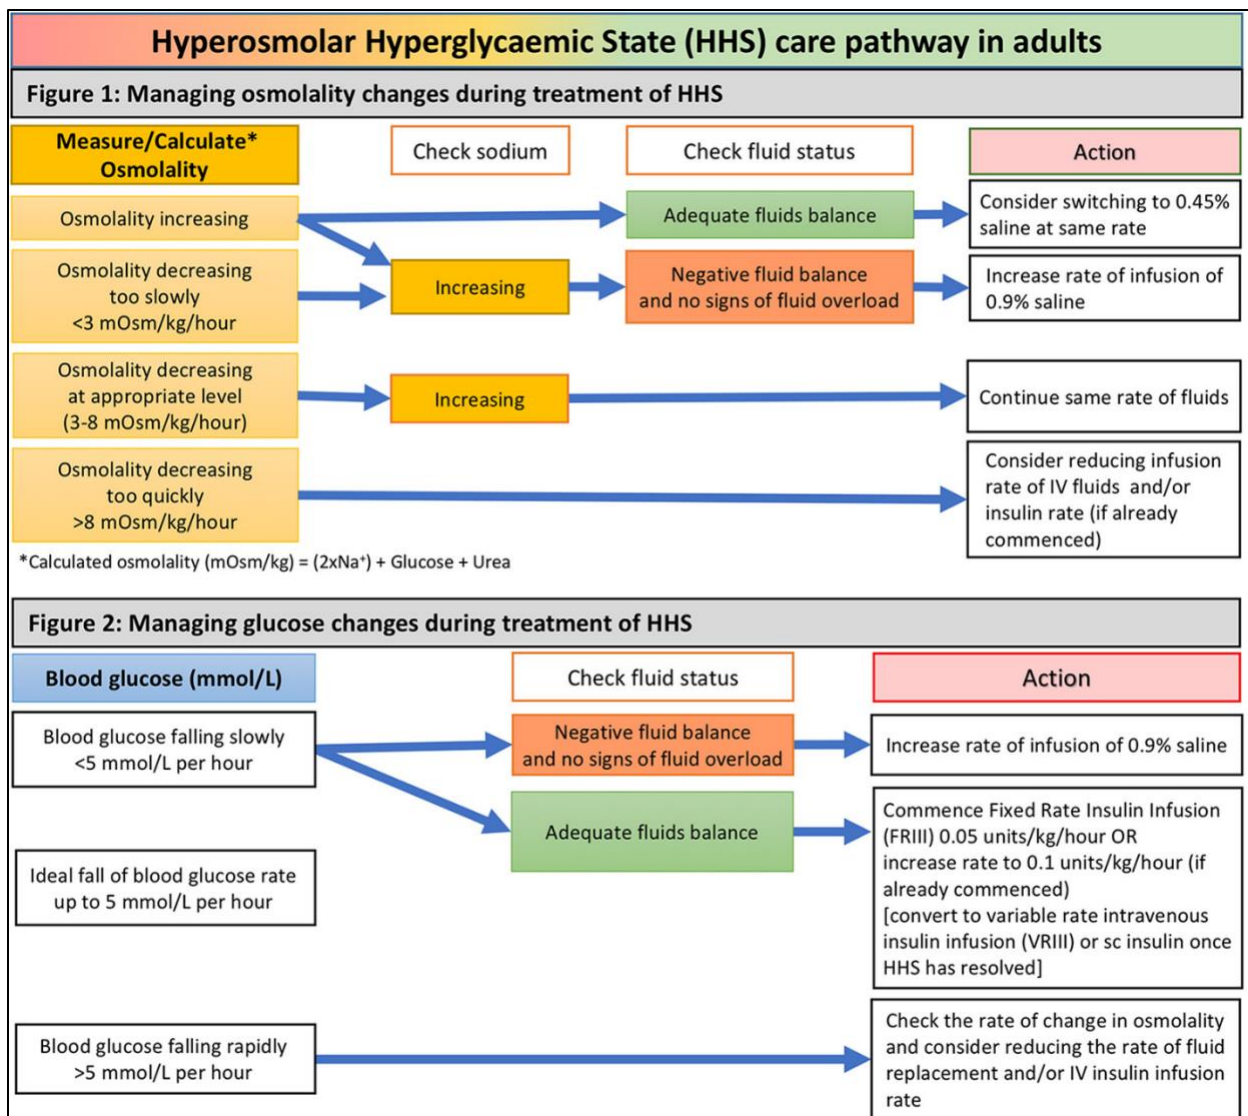 Hyperosmolar Hyperglycaemic State (HHS) care pathway in adults
Figure 1: Managing osmolality changes during treatment of HHS
Measure/Calculate*
Osmolality
Check sodium
Check fluid status
Action
Osmolality increasing
Adequate fluids balance
Consider switching to 0.45%
saline at same rate
Osmolality decreasing
too slowly
<3 mOsm/kg/hour
Increasing
Negative fluid balance
and no signs of fluid overload
Increase rate of infusion of
0.9% saline
Osmolality decreasing
at appropriate level
(3-8 mOsm/kg/hour)
Increasing
Continue same rate of fluids
Osmolality decreasing
too quickly
>8 mOsm/kg/hour
Consider reducing infusion
rate of IV fluids and/or
insulin rate (if already
commenced)
*Calculated osmolality (mOsm/kg) = (2xNa⁺) + Glucose + Urea
Figure 2: Managing glucose changes during treatment of HHS
Blood glucose (mmol/L)
Check fluid status
Action
Blood glucose falling slowly
<5 mmol/L per hour
Negative fluid balance
and no signs of fluid overload
Increase rate of infusion of 0.9% saline
Adequate fluids balance
Commence Fixed Rate Insulin Infusion
(FRIII) 0.05 units/kg/hour OR
increase rate to 0.1 units/kg/hour (if
already commenced)
[convert to variable rate intravenous
insulin infusion (VRIII) or sc insulin once
HHS has resolved]
Ideal fall of blood glucose rate
up to 5 mmol/L per hour
Blood glucose falling rapidly
>5 mmol/L per hour
Check the rate of change in osmolality
and consider reducing the rate of fluid
replacement and/or IV insulin infusion
rate